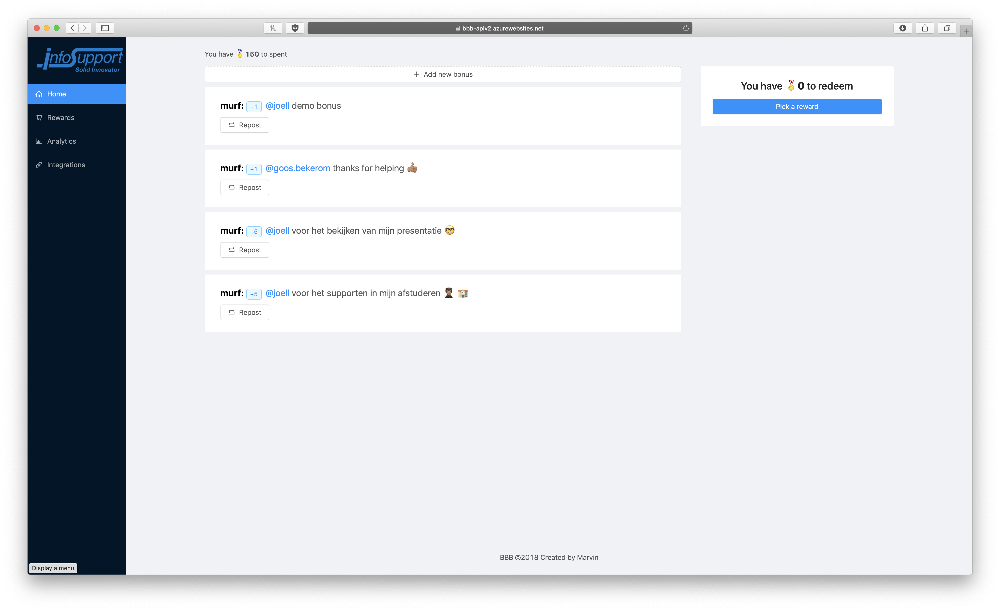 bbb-apiv2.azurewebsites.net
InfoSupport
Solid Innovator
Home
Rewards
Analytics
Integrations
You have 🏅 150 to spent
+ Add new bonus
murf: +1 @joell demo bonus
Repost
murf: +1 @goos.bekerom thanks for helping 👍🏽
Repost
murf: +5 @joell voor het bekijken van mijn presentatie 🤓
Repost
murf: +5 @joell voor het supporten in mijn afstuderen 👨🏽‍🎓 🏫
Repost
You have 🏅 0 to redeem
Pick a reward
BBB ©2018 Created by Marvin
Display a menu